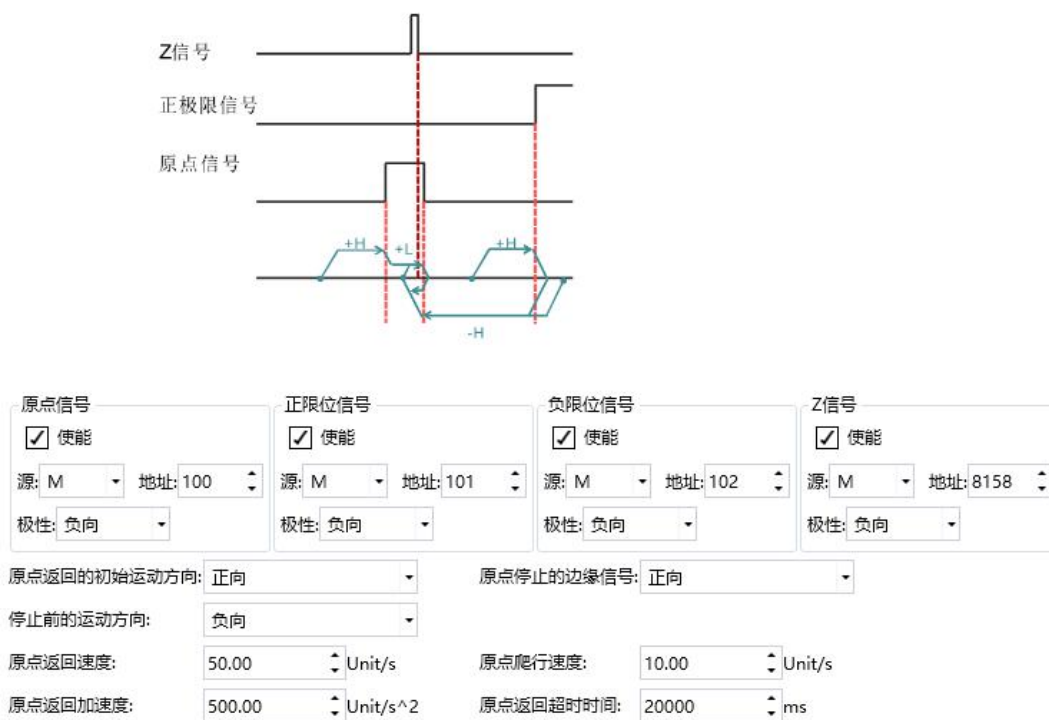 Z信号
正极限信号
原点信号
+H +L +H
-H
原点信号 正限位信号 负限位信号 Z信号
使能 使能 使能 使能
源: M 地址: 100 源: M 地址: 101 源: M 地址: 102 源: M 地址: 8158
极性: 负向 极性: 负向 极性: 负向 极性: 负向
原点返回的初始运动方向: 正向 原点停止的边缘信号: 正向
停止前的运动方向: 负向
原点返回速度: 50.00 Unit/s 原点爬行速度: 10.00 Unit/s
原点返回加速度: 500.00 Unit/s^2 原点返回超时时间: 20000 ms